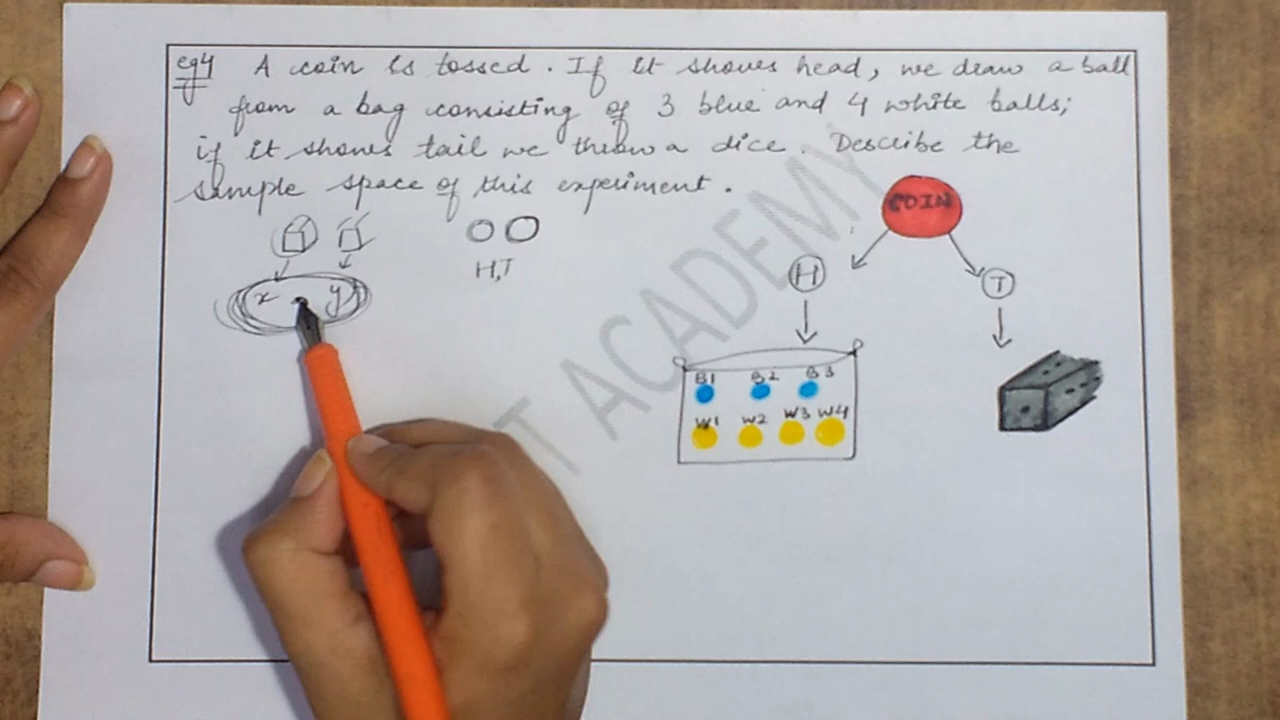 eg4 A coin is tossed. If it shows head, we draw a ball
from a bag consisting of 3 blue and 4 white balls;
if it shows tail we throw a dice. Describe the
sample space of this experiment.
COIN
H,T
H
T
x y
B1 B2 B3
W1 W2 W3 W4
T ACADEMY